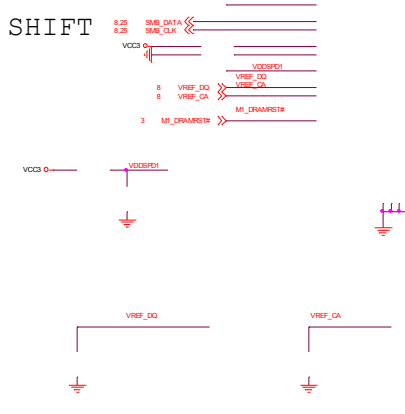 SHIFT
8,25 SMB_DATA
8,25 SMB_CLK
VCC3
VDDSPD1
VREF_DQ
8 VREF_DQ VREF_CA
8 VREF_CA
M1_DRAMRST#
3 M1_DRAMRST#
VCC3 VDDSPD1
VREF_DQ VREF_CA